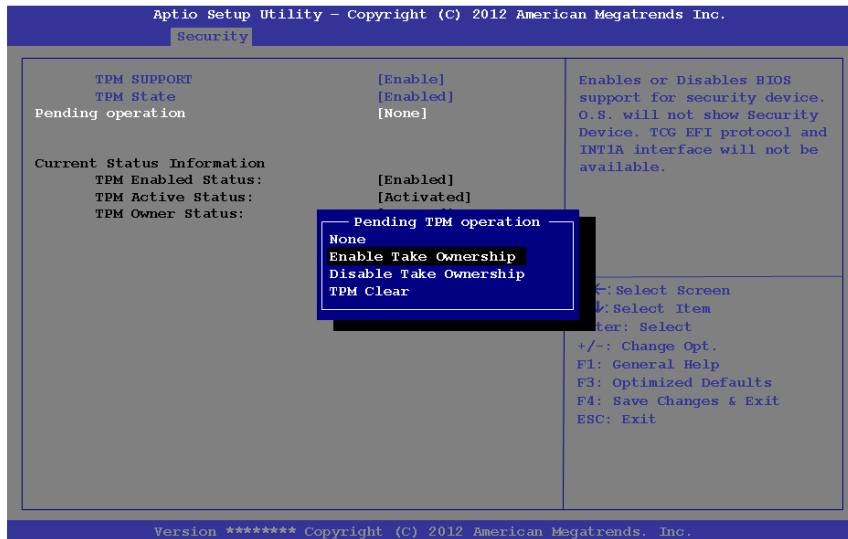 Aptio Setup Utility – Copyright (C) 2012 American Megatrends Inc.
Security
TPM SUPPORT [Enable]
TPM State [Enabled]
Pending operation [None]
Current Status Information
TPM Enabled Status: [Enabled]
TPM Active Status: [Activated]
TPM Owner Status:
Pending TPM operation
None
Enable Take Ownership
Disable Take Ownership
TPM Clear
Enables or Disables BIOS
support for security device.
O.S. will not show Security
Device. TCG EFI protocol and
INT1A interface will not be
available.
←:Select Screen
↓:Select Item
ter: Select
+/-: Change Opt.
F1: General Help
F3: Optimized Defaults
F4: Save Changes & Exit
ESC: Exit
Version ******** Copyright (C) 2012 American Megatrends. Inc.